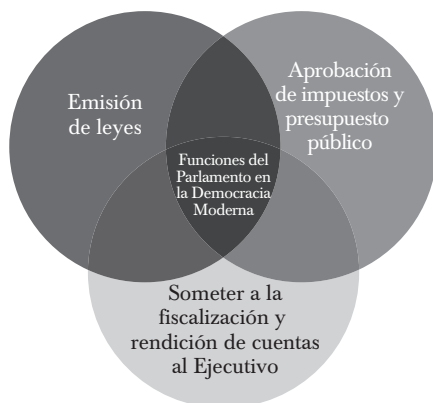 Emisión
de leyes
Aprobación
de impuestos y
presupuesto
público
Funciones del
Parlamento en
la Democracia
Moderna
Someter a la
fiscalización y
rendición de cuentas
al Ejecutivo